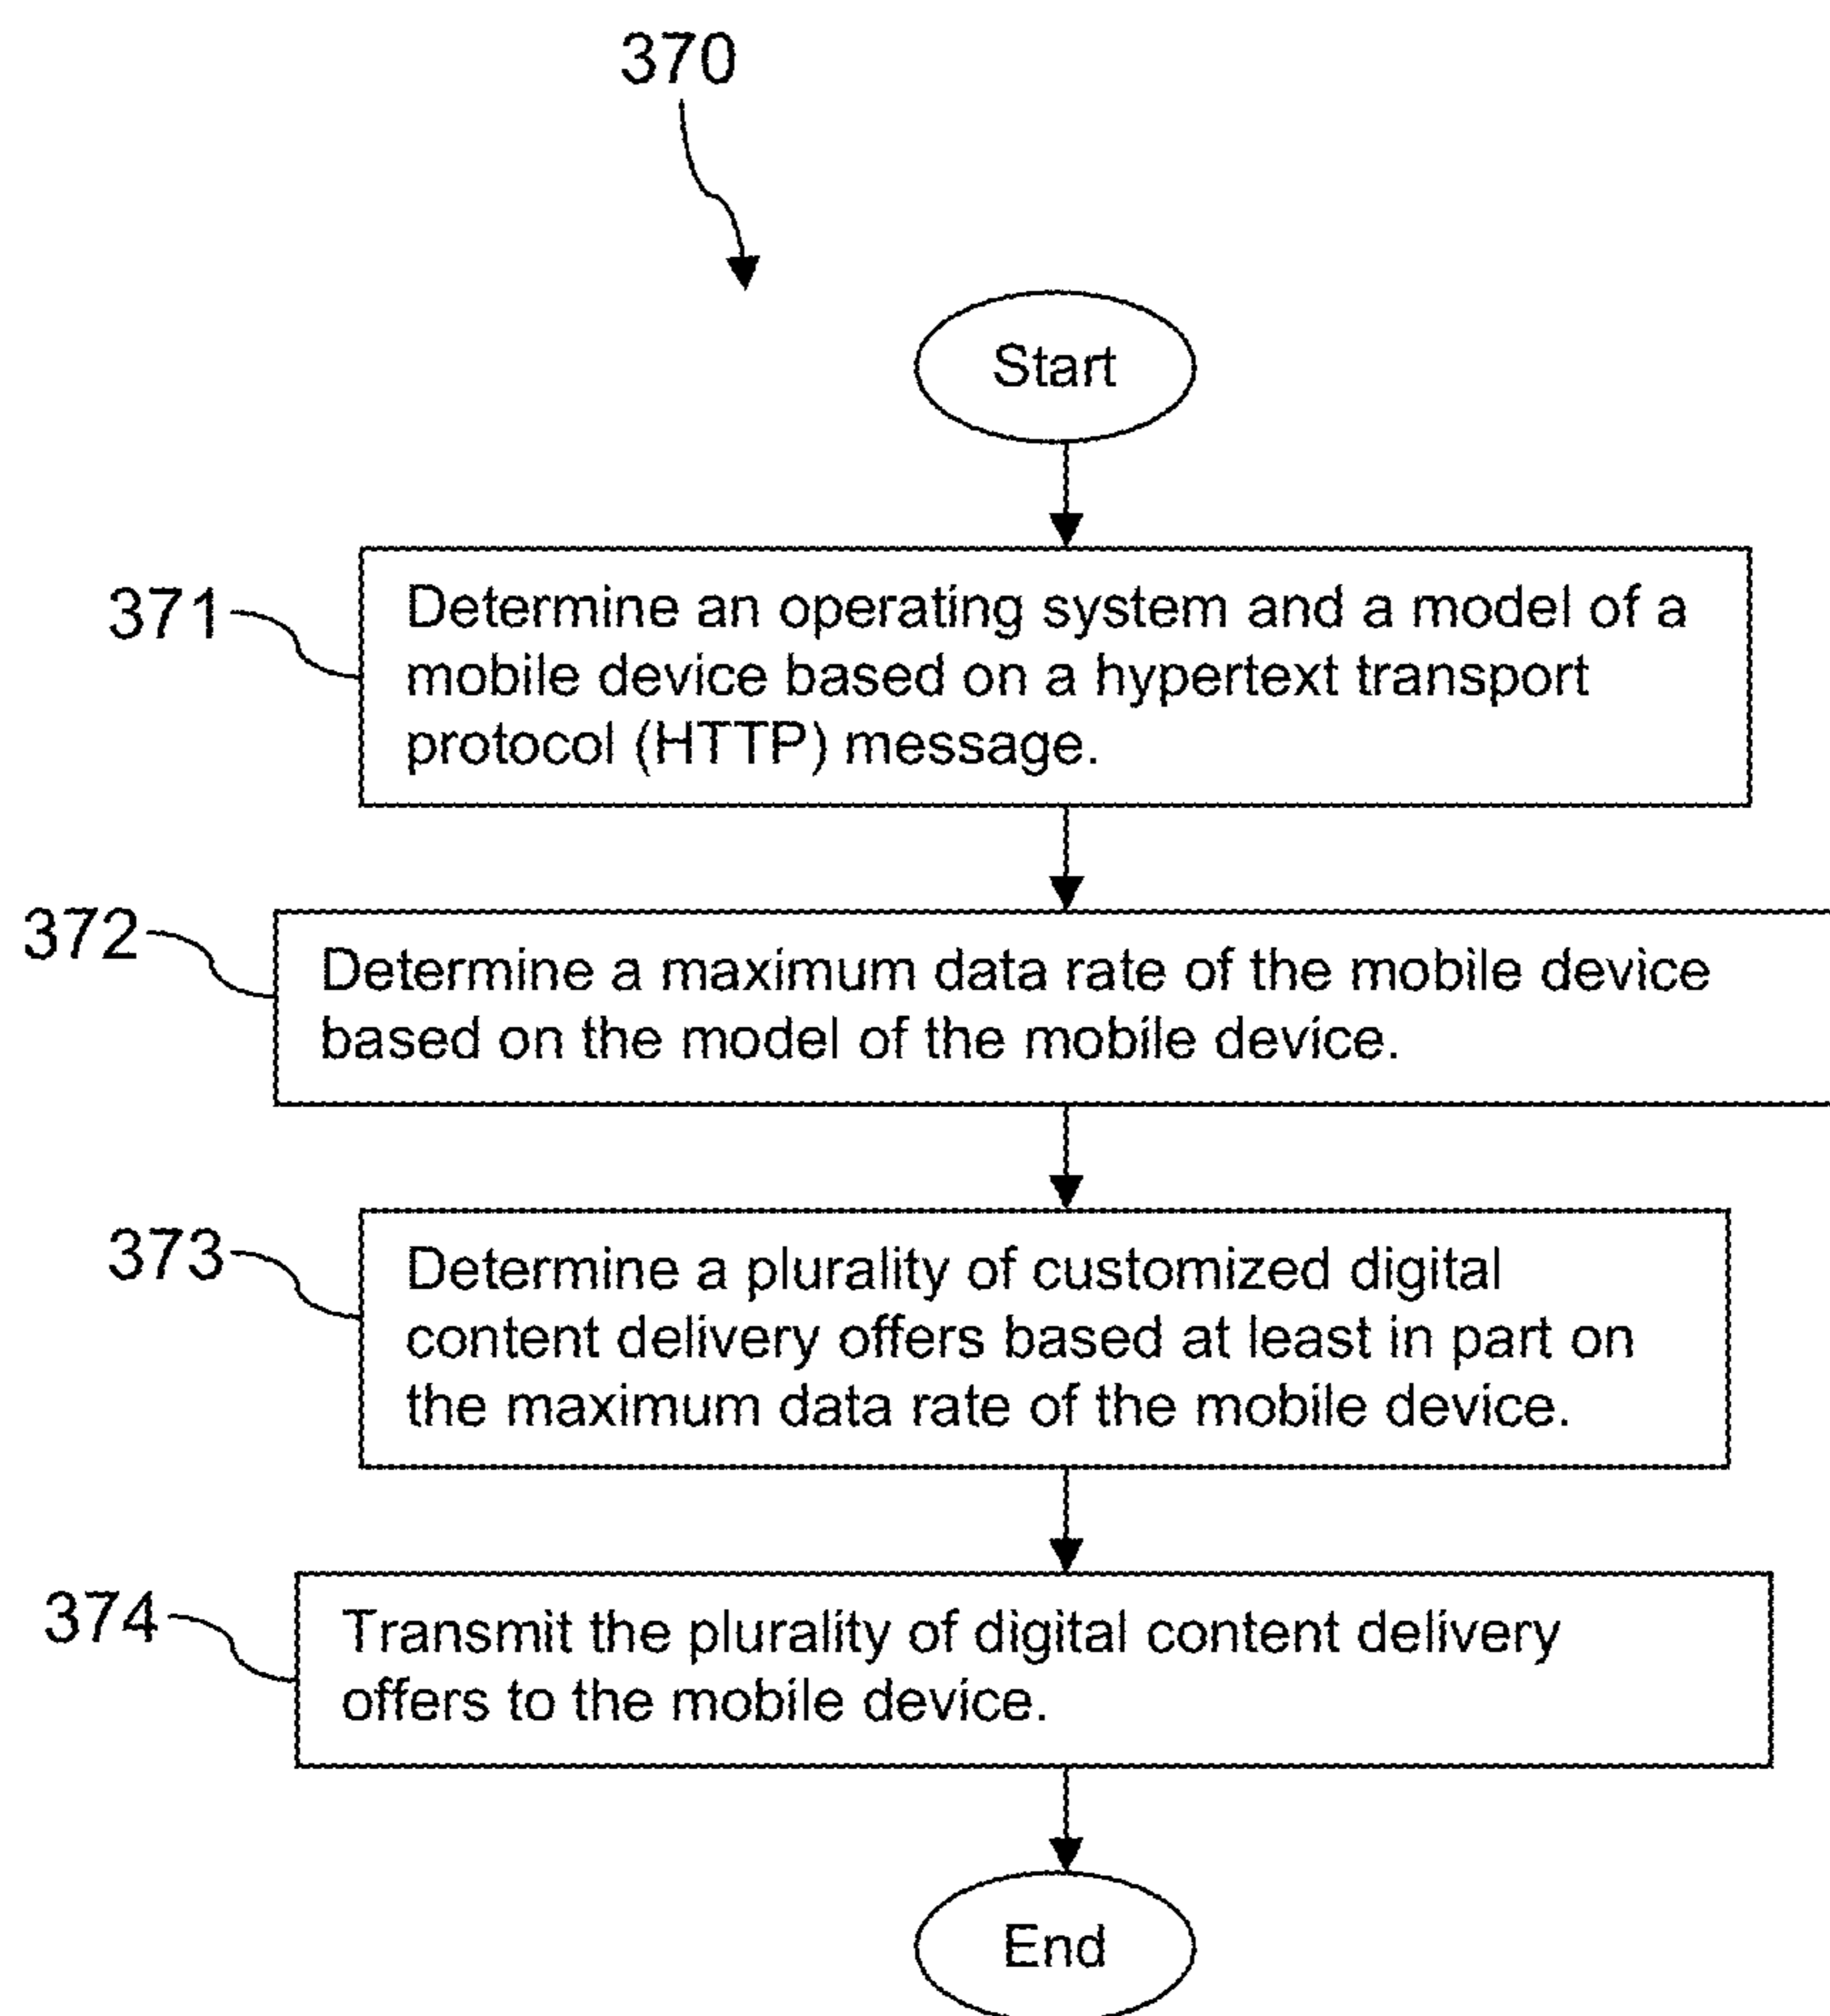 370
Start
371
Determine an operating system and a model of a
mobile device based on a hypertext transport
protocol (HTTP) message.
372
Determine a maximum data rate of the mobile device
based on the model of the mobile device.
373
Determine a plurality of customized digital
content delivery offers based at least in part on
the maximum data rate of the mobile device.
374
Transmit the plurality of digital content delivery
offers to the mobile device.
End